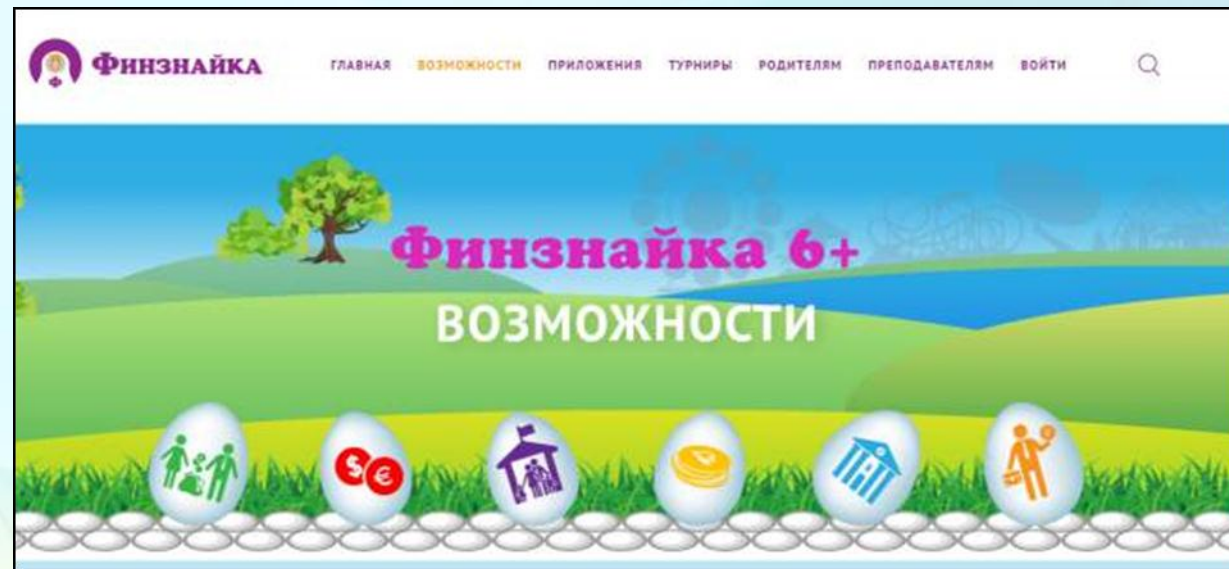 Финзнайка
ГЛАВНАЯ ВОЗМОЖНОСТИ ПРИЛОЖЕНИЯ ТУРНИРЫ РОДИТЕЛЯМ ПРЕПОДАВАТЕЛЯМ ВОЙТИ
Финзнайка 6+
ВОЗМОЖНОСТИ
$ €